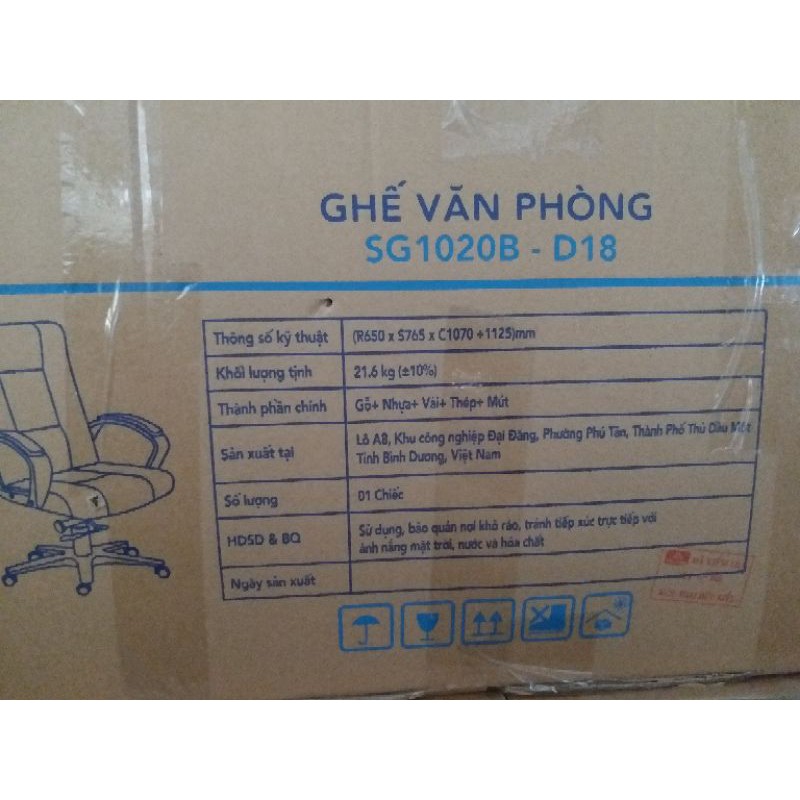 GHẾ VĂN PHÒNG
SG1020B - D18
Thông số kỹ thuật (R650 x S765 x C1070 ÷1125)mm
Khối lượng tịnh 21.6 kg (±10%)
Thành phần chính Gỗ+ Nhựa+ Vải+ Thép+ Mút
Sản xuất tại Lô A8, Khu công nghiệp Đại Đăng, Phường Phú Tân, Thành Phố Thủ Dầu Một
Tỉnh Bình Dương, Việt Nam
Số lượng 01 Chiếc
HDSD & BQ Sử dụng, bảo quản nơi khô ráo, tránh tiếp xúc trực tiếp với
ánh nắng mặt trời, nước và hóa chất
Ngày sản xuất